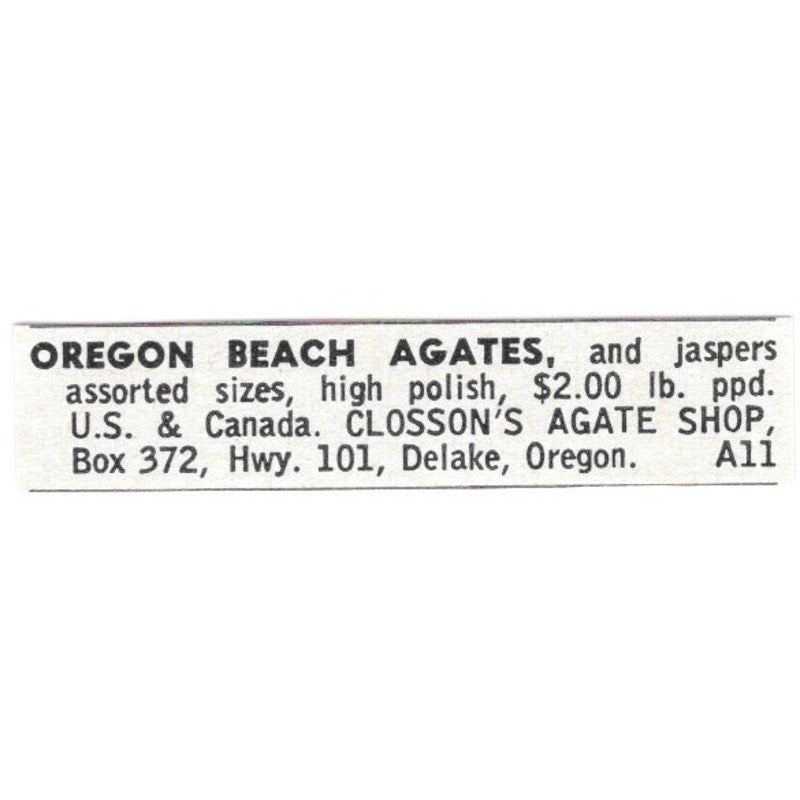 OREGON BEACH AGATES, and jaspers
assorted sizes, high polish, $2.00 lb. ppd.
U.S. & Canada. CLOSSON'S AGATE SHOP,
Box 372, Hwy. 101, Delake, Oregon. A11